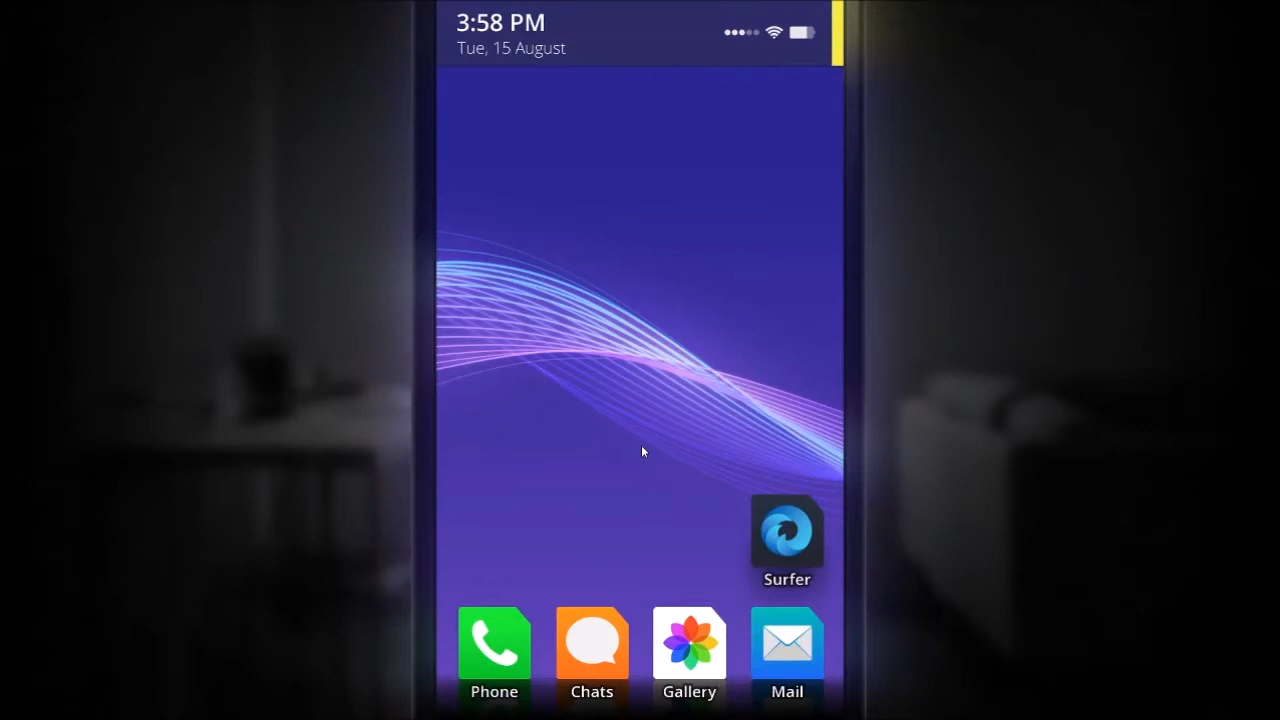 3:58 PM
Tue, 15 August
Surfer
Phone
Chats
Gallery
Mail